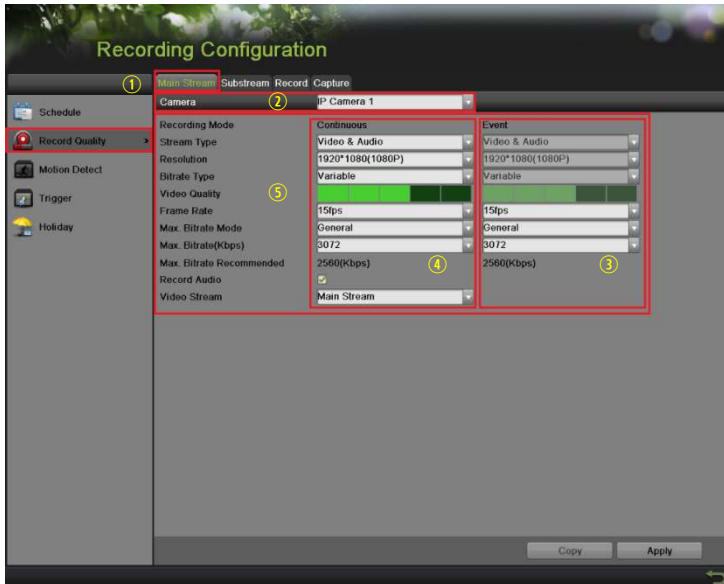 Recording Configuration
① Main Stream Substream Record Capture
Camera ② IP Camera 1
Schedule
Record Quality >
Motion Detect
Trigger
Holiday
Recording Mode Continuous Event
Stream Type Video & Audio Video & Audio
Resolution 1920*1080(1080P) 1920*1080(1080P)
Bitrate Type Variable Variable
Video Quality ⑤
Frame Rate 15fps 15fps
Max. Bitrate Mode General General
Max. Bitrate(Kbps) 3072 3072
Max. Bitrate Recommended 2560(Kbps) ④ 2560(Kbps) ③
Record Audio
Video Stream Main Stream
Copy Apply